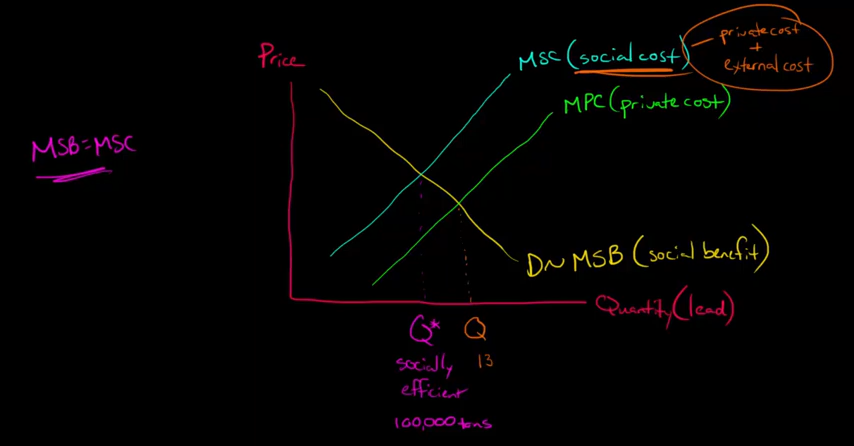 Price
MSC (social cost)
private cost
+
external cost
MPC (private cost)
MSB = MSC
D~MSB (social benefit)
Quantity (lead)
Q* Q
socially 13
efficient
100,000 tons